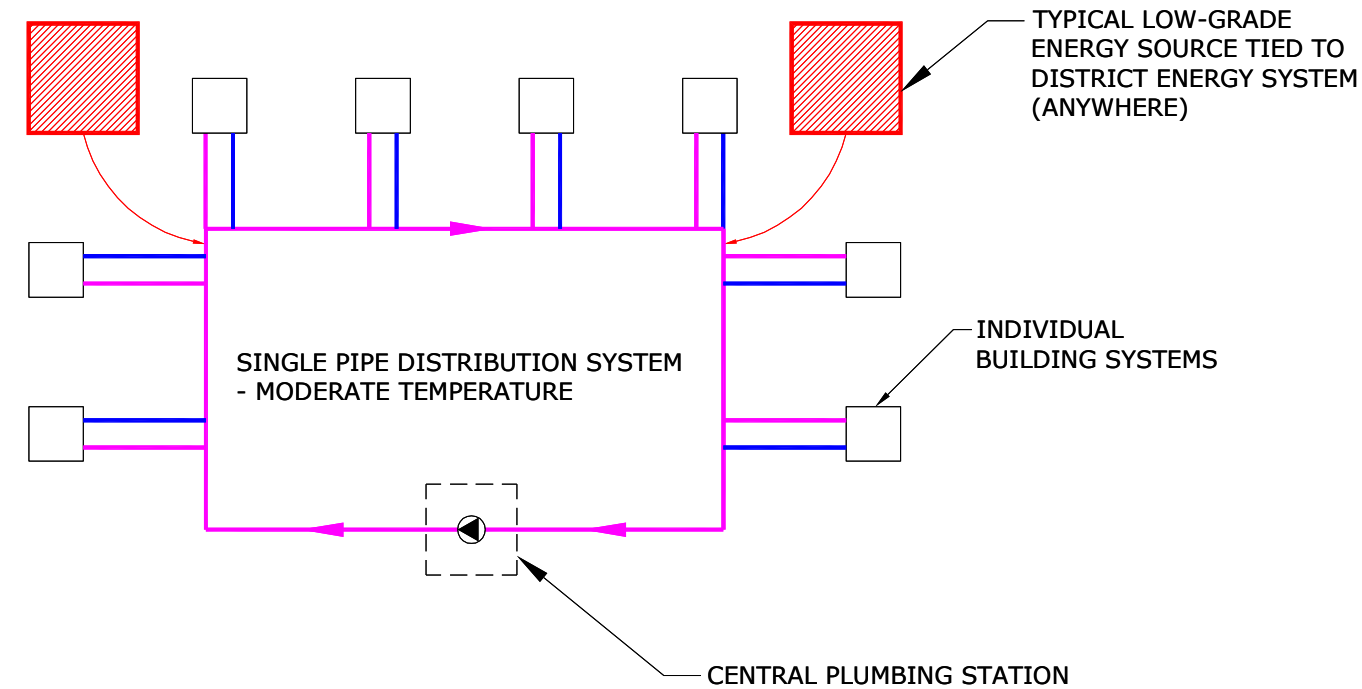 TYPICAL LOW-GRADE
ENERGY SOURCE TIED TO
DISTRICT ENERGY SYSTEM
(ANYWHERE)
INDIVIDUAL
BUILDING SYSTEMS
SINGLE PIPE DISTRIBUTION SYSTEM
- MODERATE TEMPERATURE
CENTRAL PLUMBING STATION